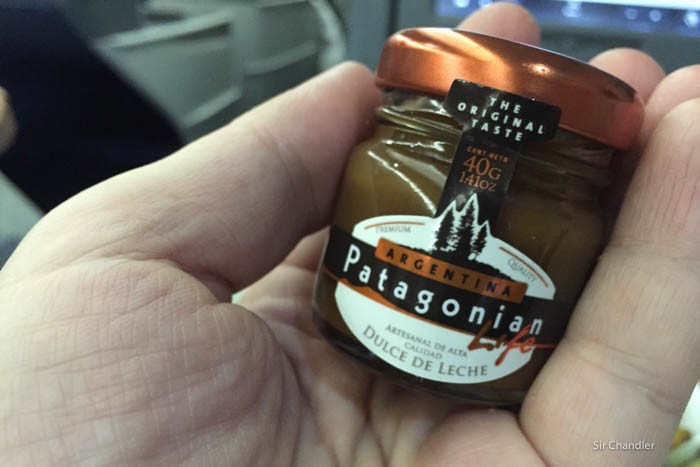 THE
ORIGINAL
TASTE
CONT NETO
40G
1.41OZ
PREMIUM
QUALITY
ARGENTINA
Patagonian
Life
ARTESANAL DE ALTA
CALIDAD
DULCE DE LECHE
Sir Chandler